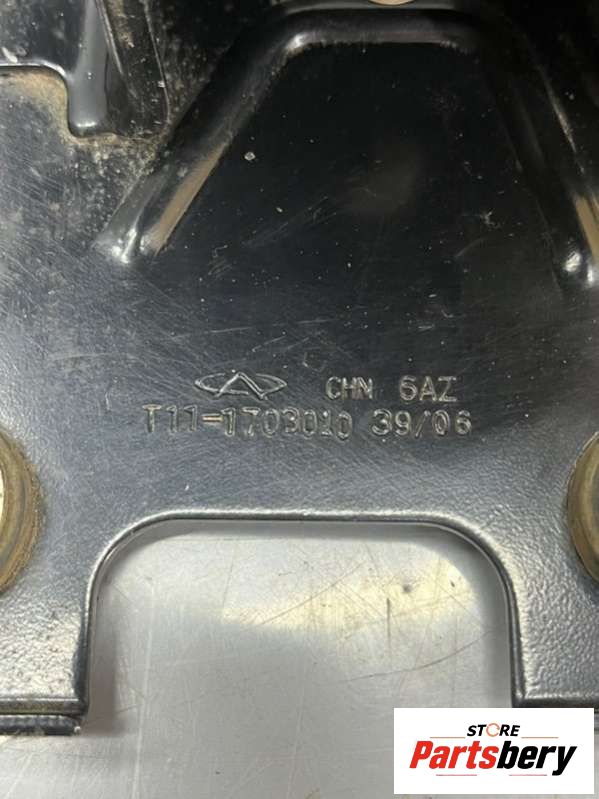 CHN 6AZ
T11-1703010 39/06
STORE
Partsbery